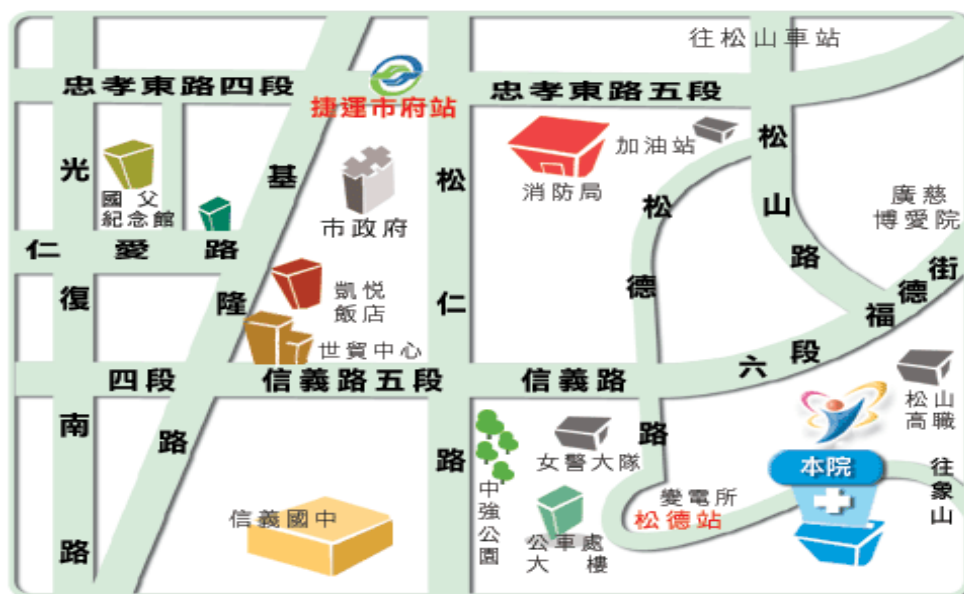 往松山車站
忠孝東路四段
捷運市府站
忠孝東路五段
加油站
消防局
國父
紀念館
市政府
廣慈
博愛院
仁愛路
光復南路
基隆路
松仁路
松德路
松山路
福德街
凱悅
飯店
世貿中心
四段
信義路五段
信義路
六段
松山
高職
女警大隊
中強公園
本院
往象山
變電所
松德站
信義國中
公車處
大樓